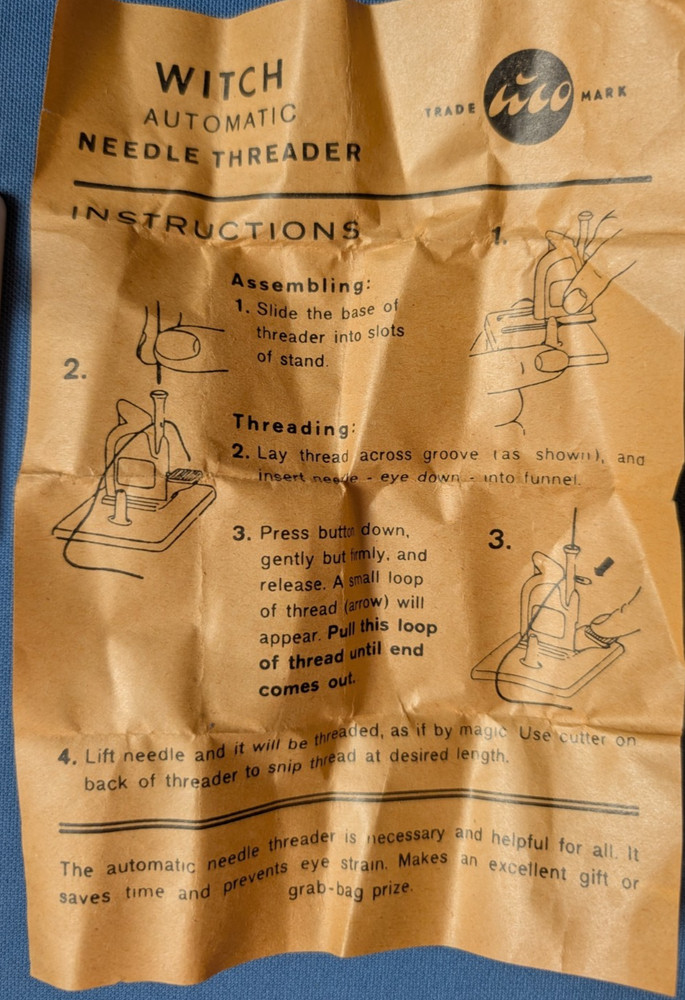 WITCH
AUTOMATIC
NEEDLE THREADER
TRADE MARK
INSTRUCTIONS
1.
Assembling:
1. Slide the base of
threader into slots
of stand.
2.
Threading:
2. Lay thread across groove (as shown), and
insert needle - eye down - into funnel.
3. Press button down,
gently but firmly, and
release. A small loop
of thread (arrow) will
appear. Pull this loop
of thread until end
comes out.
3.
4. Lift needle and it will be threaded, as if by magic Use cutter on
back of threader to snip thread at desired length.
The automatic needle threader is necessary and helpful for all. It
saves time and prevents eye strain. Makes an excellent gift or
grab-bag prize.